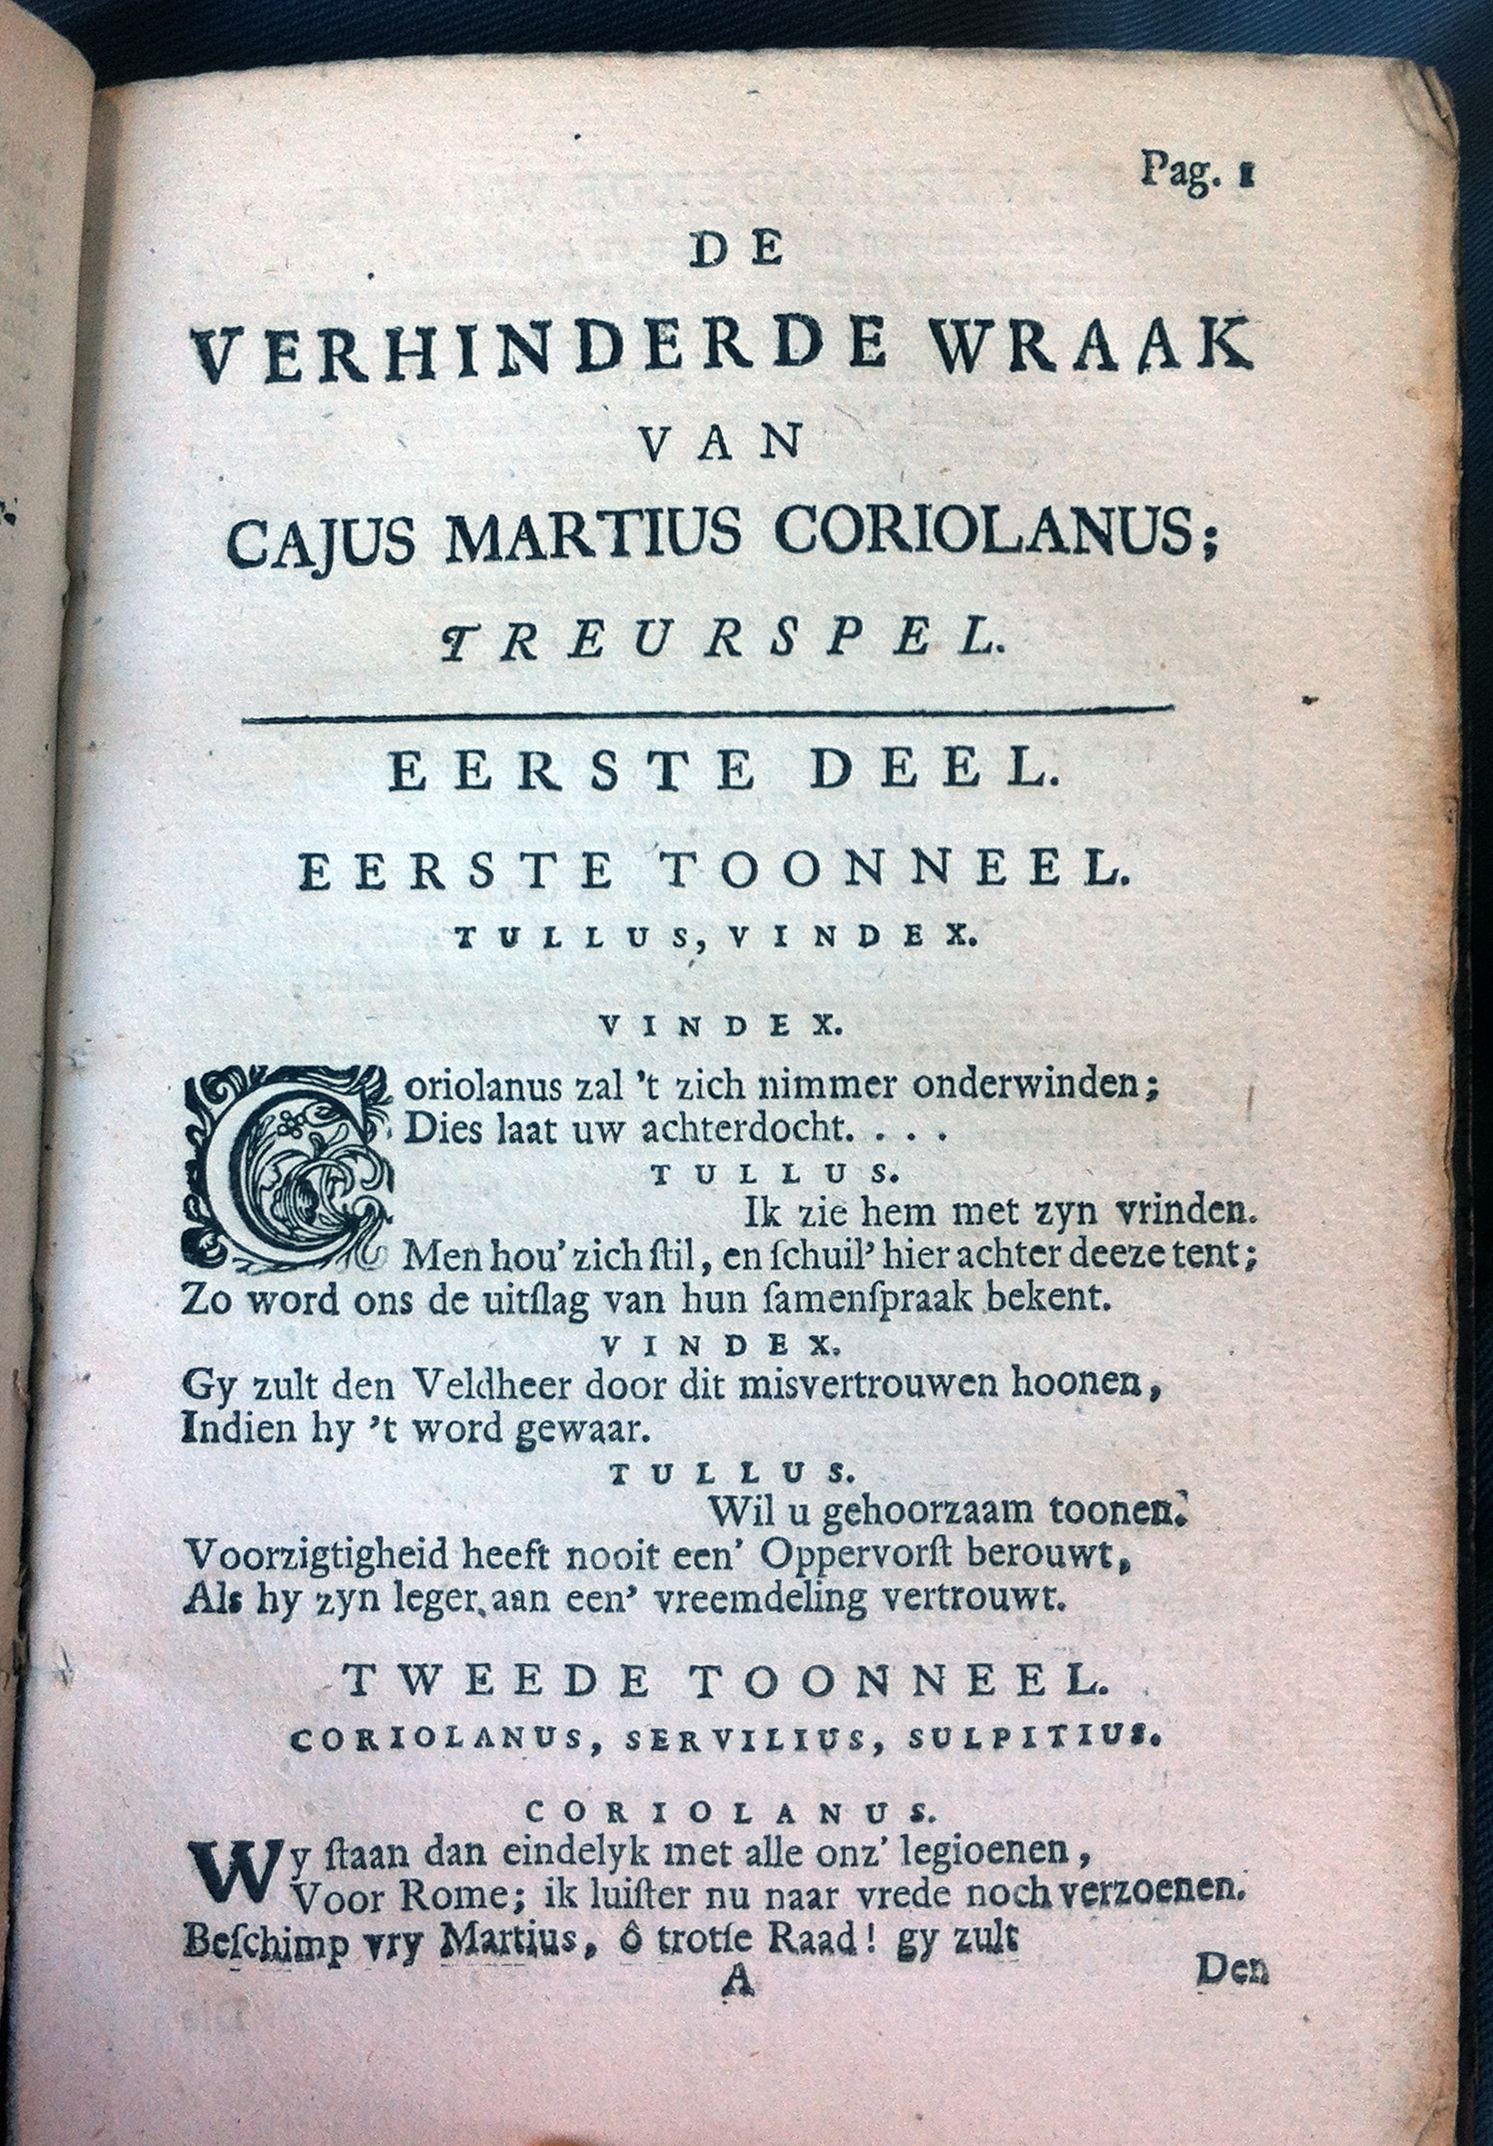 Pag. 1
DE
VERHINDERDE WRAAK
VAN
CAJUS MARTIUS CORIOLANUS;
TREURSPEL.
EERSTE DEEL.
EERSTE TOONNEEL.
TULLUS, VINDEX.
VINDEX.
Coriolanus zal 't zich nimmer onderwinden;
Dies laat uw achterdocht. . . .
TULLUS.
Ik zie hem met zyn vrinden.
Men hou' zich ſtil, en ſchuil' hier achter deeze tent;
Zo word ons de uitſlag van hun ſamenſpraak bekent.
VINDEX.
Gy zult den Veldheer door dit misvertrouwen hoonen,
Indien hy 't word gewaar.
TULLUS.
Wil u gehoorzaam toonen.
Voorzigtigheid heeft nooit een' Oppervorſt berouwt,
Als hy zyn leger aan een' vreemdeling vertrouwt.
TWEEDE TOONNEEL.
CORIOLANUS, SERVILIUS, SULPITIUS.
CORIOLANUS.
Wy ſtaan dan eindelyk met alle onz' legioenen,
Voor Rome; ik luiſter nu naar vrede noch verzoenen.
Beſchimp vry Martius, ô trotſe Raad! gy zult
A
Den